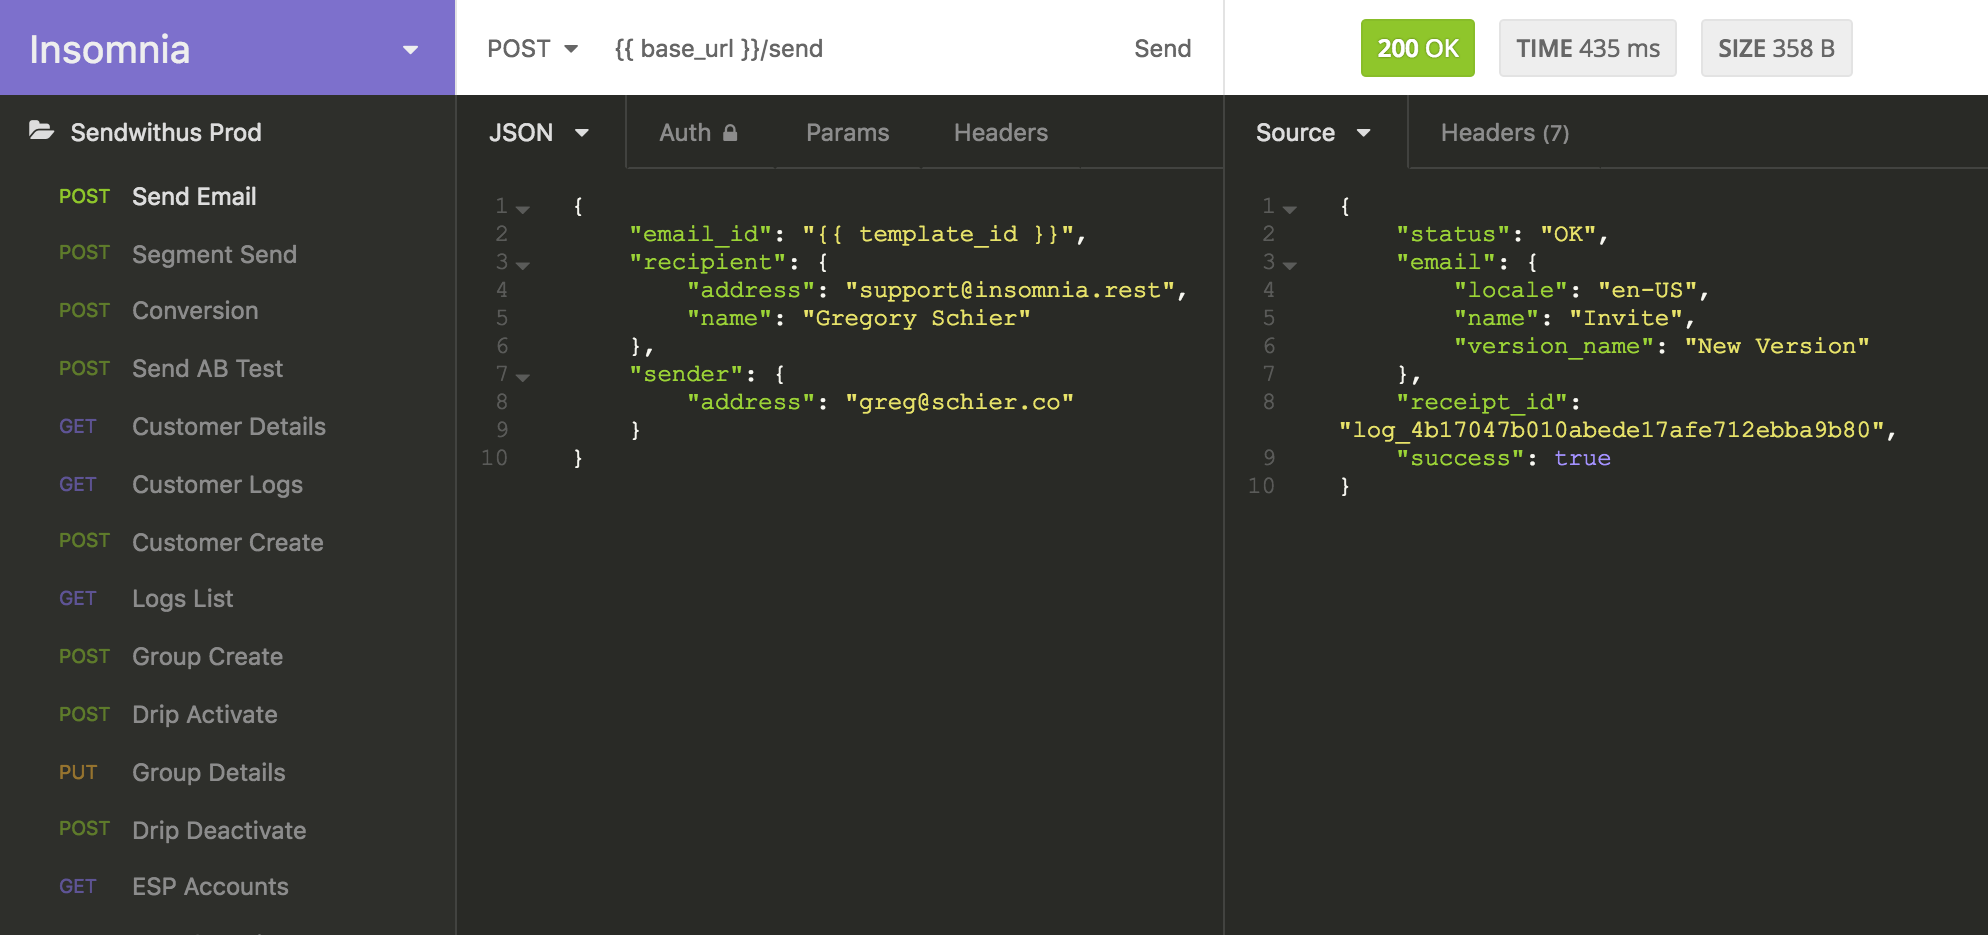 Insomnia
POST {{ base_url }}/send Send
200 OK TIME 435 ms SIZE 358 B
Sendwithus Prod
POST Send Email
POST Segment Send
POST Conversion
POST Send AB Test
GET Customer Details
GET Customer Logs
POST Customer Create
GET Logs List
POST Group Create
POST Drip Activate
PUT Group Details
POST Drip Deactivate
GET ESP Accounts
JSON Auth Params Headers
1 {
2 "email_id": "{{ template_id }}",
3 "recipient": {
4 "address": "support@insomnia.rest",
5 "name": "Gregory Schier"
6 },
7 "sender": {
8 "address": "greg@schier.co"
9 }
10 }
Source Headers (7)
1 {
2 "status": "OK",
3 "email": {
4 "locale": "en-US",
5 "name": "Invite",
6 "version_name": "New Version"
7 },
8 "receipt_id":
"log_4b17047b010abede17afe712ebba9b80",
9 "success": true
10 }